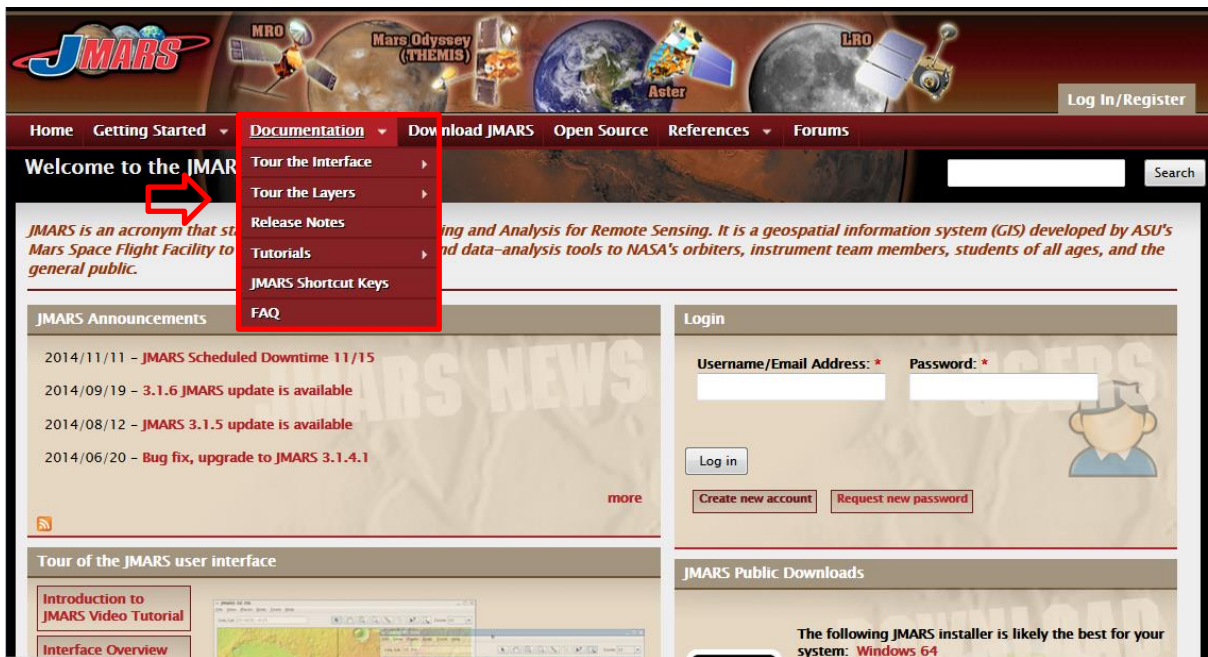 JMARS
MRO
Mars Odyssey
(THEMIS)
Aster
LRO
Log In/Register
Home Getting Started Documentation Download JMARS Open Source References Forums
Welcome to the JMAR
Search
Tour the Interface
Tour the Layers
Release Notes
Tutorials
JMARS Shortcut Keys
FAQ
JMARS is an acronym that sta ing and Analysis for Remote Sensing. It is a geospatial information system (GIS) developed by ASU's
Mars Space Flight Facility to nd data-analysis tools to NASA's orbiters, instrument team members, students of all ages, and the
general public.
JMARS Announcements
JMARS NEWS
2014/11/11 - JMARS Scheduled Downtime 11/15
2014/09/19 - 3.1.6 JMARS update is available
2014/08/12 - JMARS 3.1.5 update is available
2014/06/20 - Bug fix, upgrade to JMARS 3.1.4.1
more
Login
USERS
Username/Email Address: * Password: *
Log in
Create new account Request new password
Tour of the JMARS user interface
Introduction to
JMARS Video Tutorial
Interface Overview
JMARS Public Downloads
DOWNLOAD
The following JMARS installer is likely the best for your
system: Windows 64